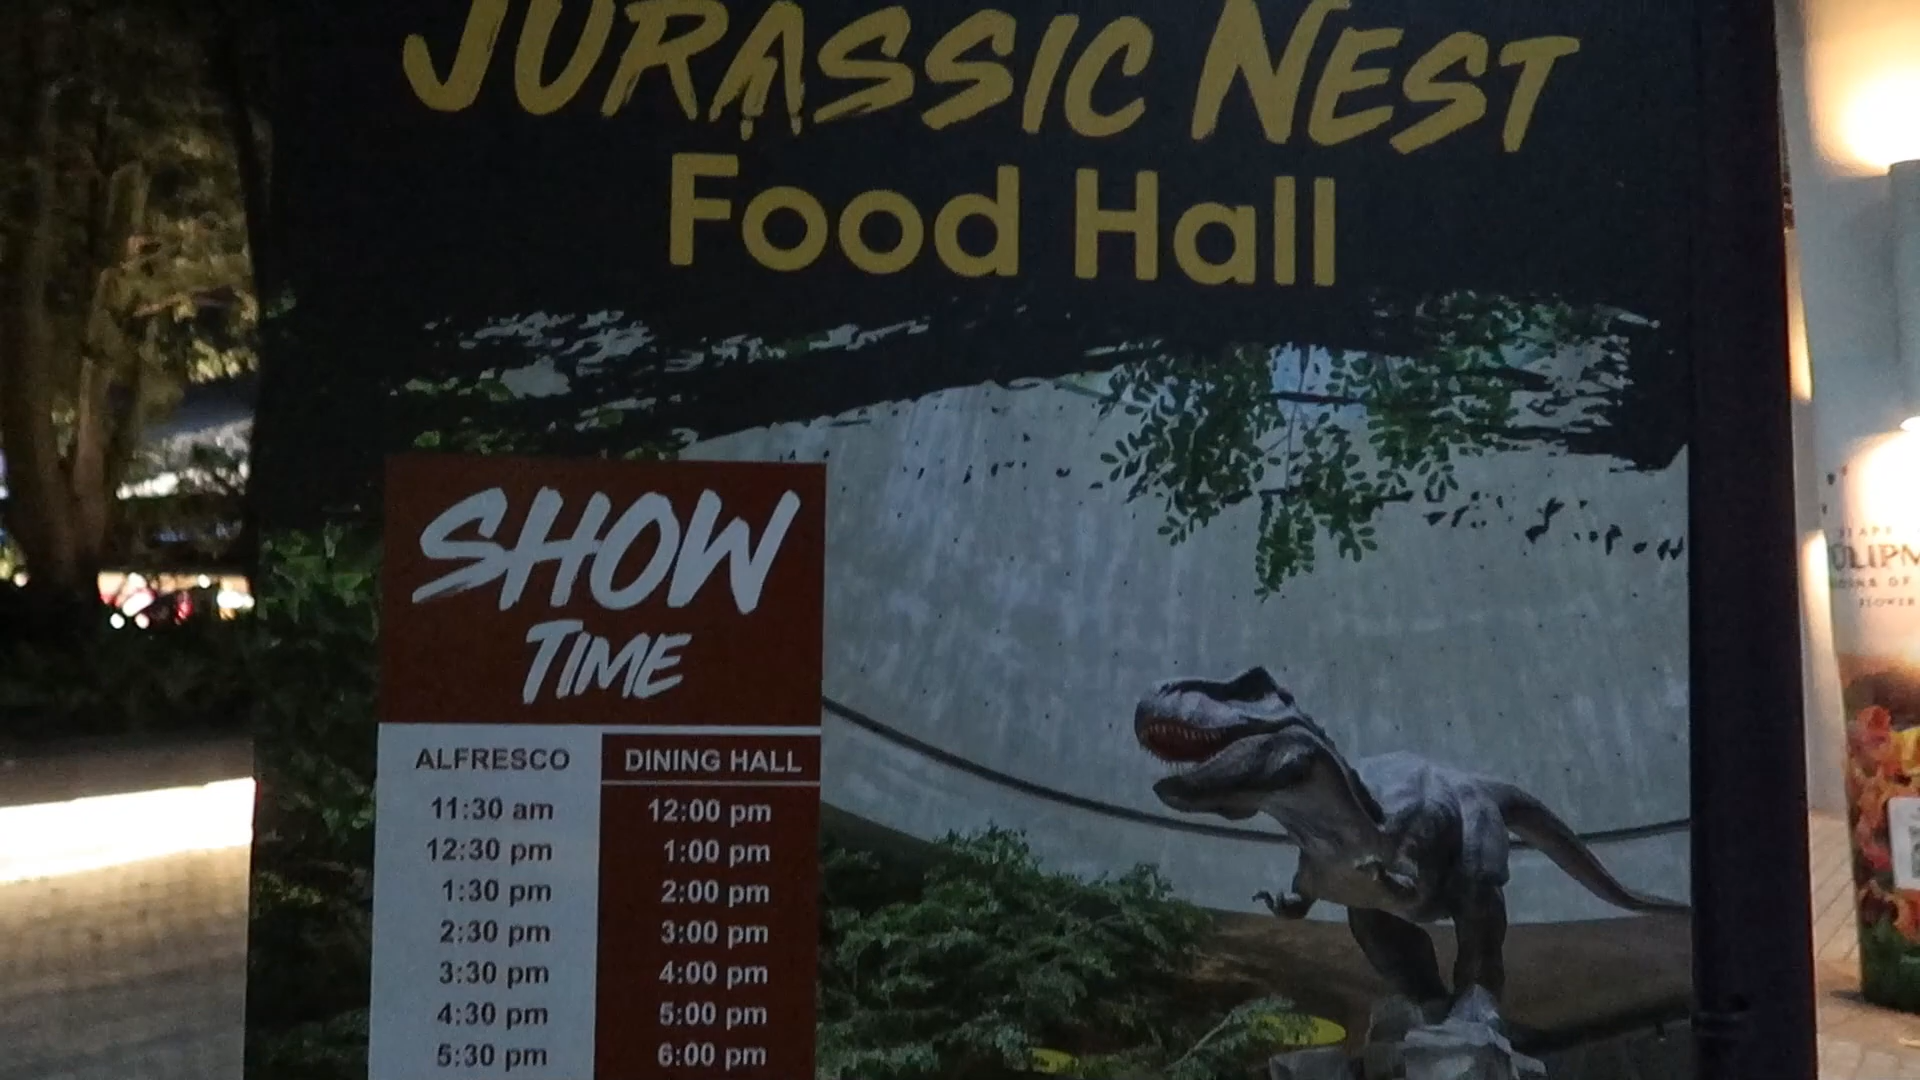 JURASSIC NEST
Food Hall
SHOW
TIME
ALFRESCO DINING HALL
11:30 am 12:00 pm
12:30 pm 1:00 pm
1:30 pm 2:00 pm
2:30 pm 3:00 pm
3:30 pm 4:00 pm
4:30 pm 5:00 pm
5:30 pm 6:00 pm